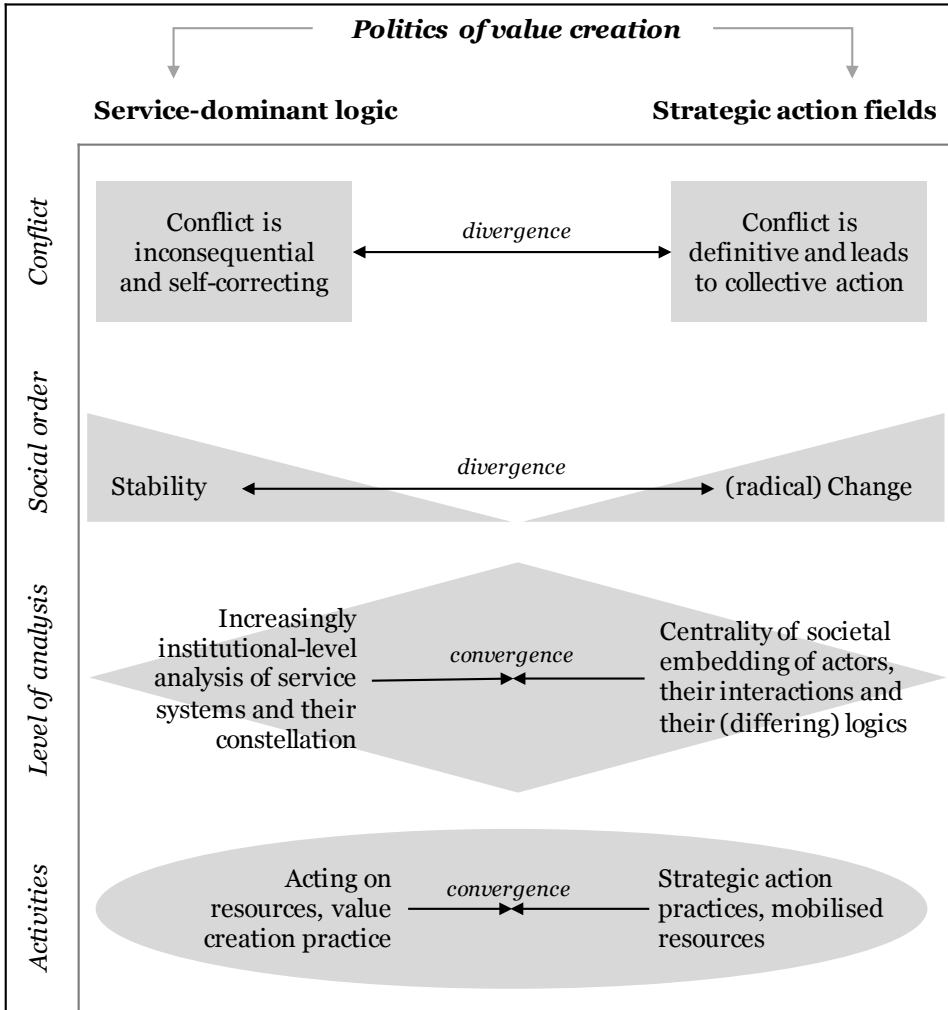 Politics of value creation
Service-dominant logic
Strategic action fields
Conflict
Conflict is
inconsequential
and self-correcting
divergence
Conflict is
definitive and leads
to collective action
Social order
Stability
divergence
(radical) Change
Level of analysis
Increasingly
institutional-level
analysis of service
systems and their
constellation
convergence
Centrality of societal
embedding of actors,
their interactions and
their (differing) logics
Activities
Acting on
resources, value
creation practice
convergence
Strategic action
practices, mobilised
resources